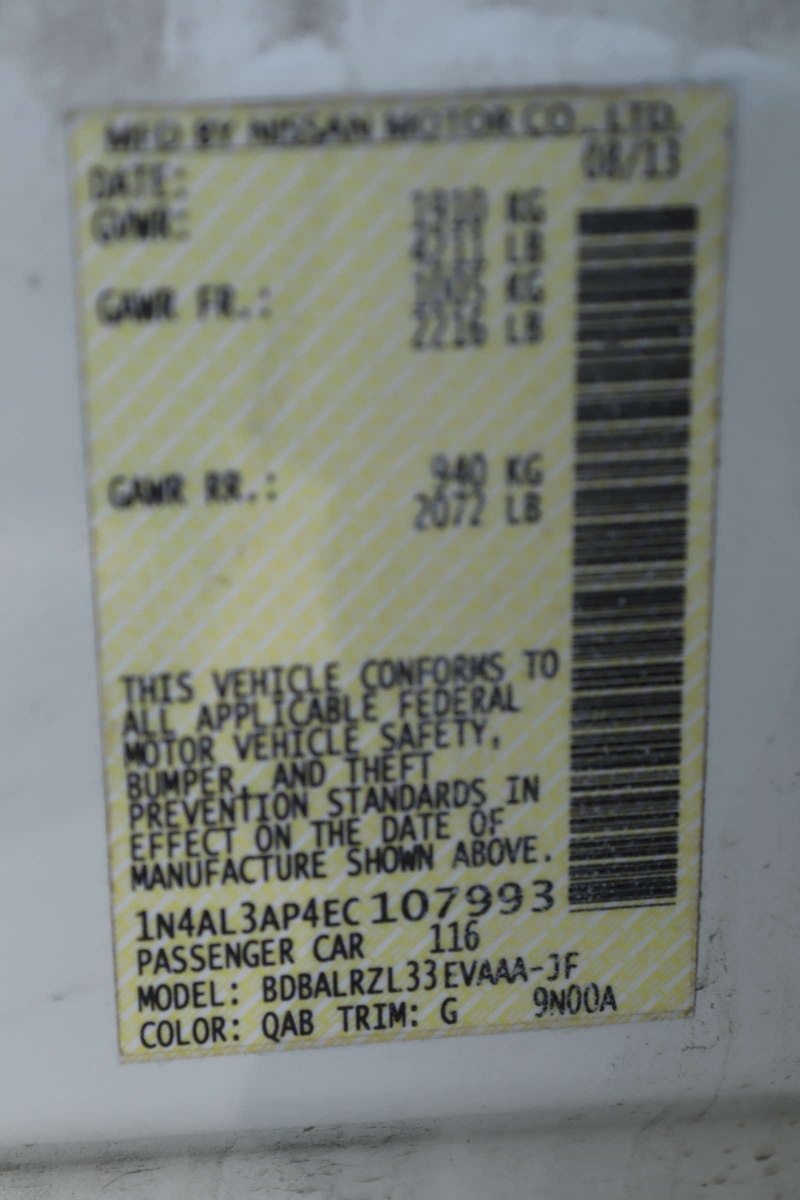 MFD BY NISSAN MOTOR CO., LTD.
DATE: 08/13
GVWR: 1910 KG
4211 LB
GAWR FR.: 1005 KG
2216 LB
GAWR RR.: 940 KG
2072 LB
THIS VEHICLE CONFORMS TO
ALL APPLICABLE FEDERAL
MOTOR VEHICLE SAFETY,
BUMPER, AND THEFT
PREVENTION STANDARDS IN
EFFECT ON THE DATE OF
MANUFACTURE SHOWN ABOVE.
1N4AL3AP4EC107993
PASSENGER CAR 116
MODEL: BDBALRZL33EVAAA-JF
COLOR: QAB TRIM: G 9N00A